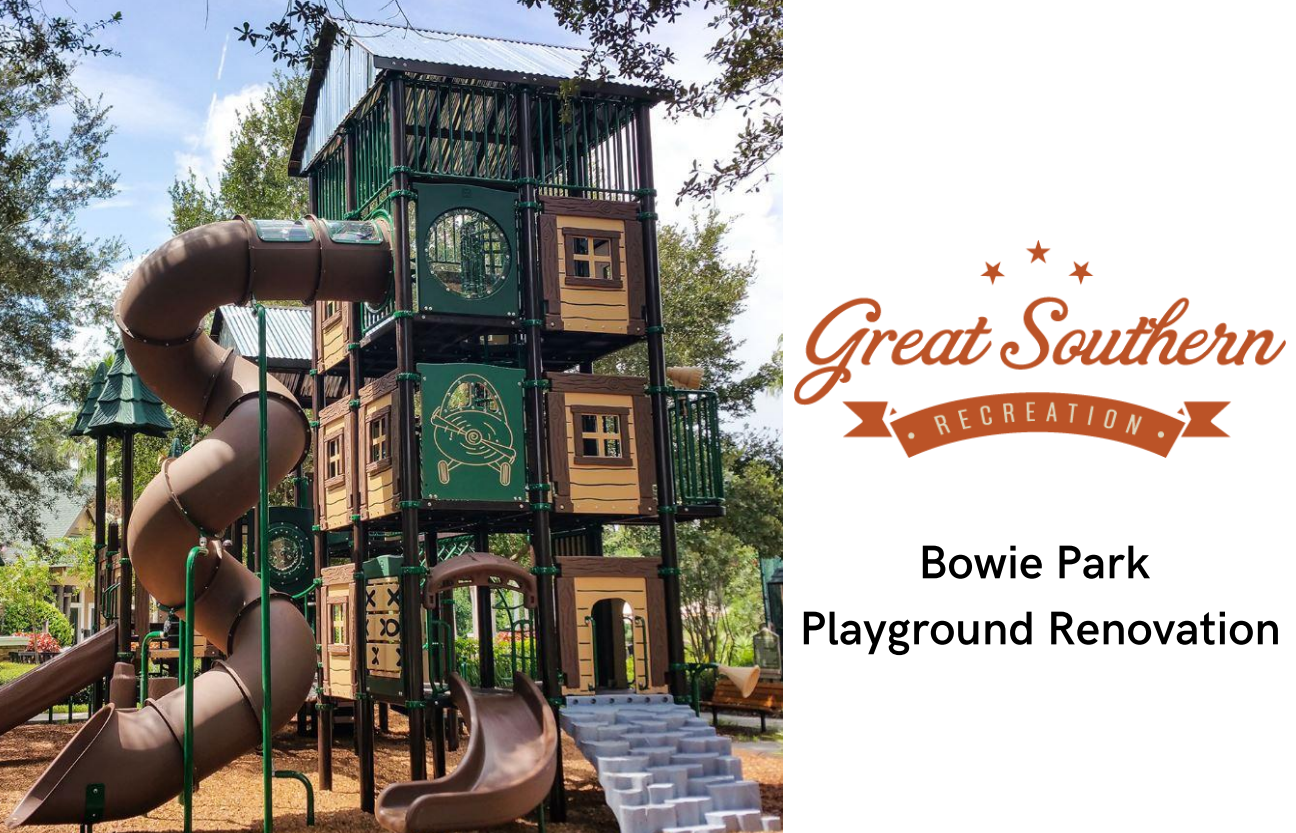 Great Southern
RECREATION
Bowie Park
Playground Renovation